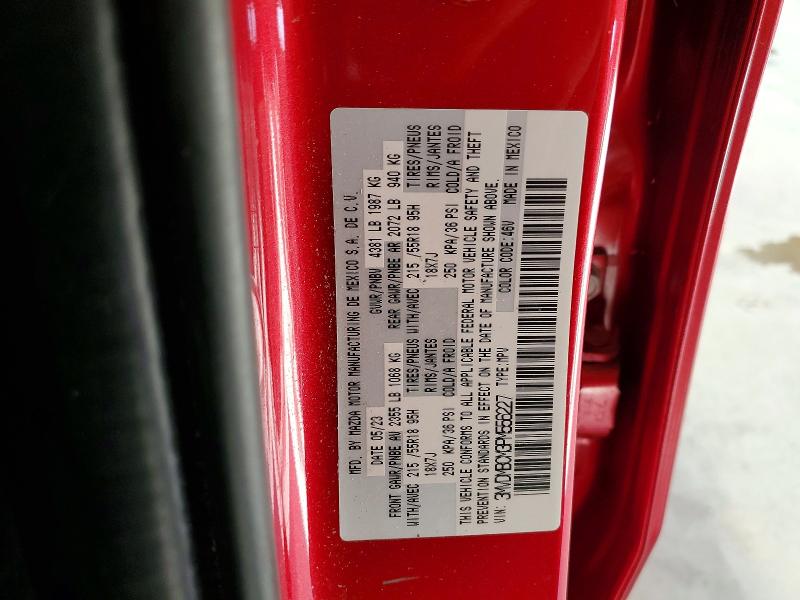 MFD. BY MAZDA MOTOR MANUFACTURING DE MEXICO S.A. DE C.V.
DATE 05/23 GVWR/PNBV 4381 LB 1987 KG
FRONT GAWR/PNBE AV 2355 LB 1068 KG REAR GAWR/PNBE AR 2072 LB 940 KG
WITH/AVEC 215 /55R18 95H TIRES/PNEUS WITH/AVEC 215 /55R18 95H TIRES/PNEUS
18X7J RIMS/JANTES 18X7J RIMS/JANTES
250 KPA/36 PSI COLD/A FROID 250 KPA/36 PSI COLD/A FROID
THIS VEHICLE CONFORMS TO ALL APPLICABLE FEDERAL MOTOR VEHICLE SAFETY AND THEFT
PREVENTION STANDARDS IN EFFECT ON THE DATE OF MANUFACTURE SHOWN ABOVE.
VIN: 3MVDMBCM3PM556227 TYPE:MPV COLOR CODE:46V MADE IN MEXICO